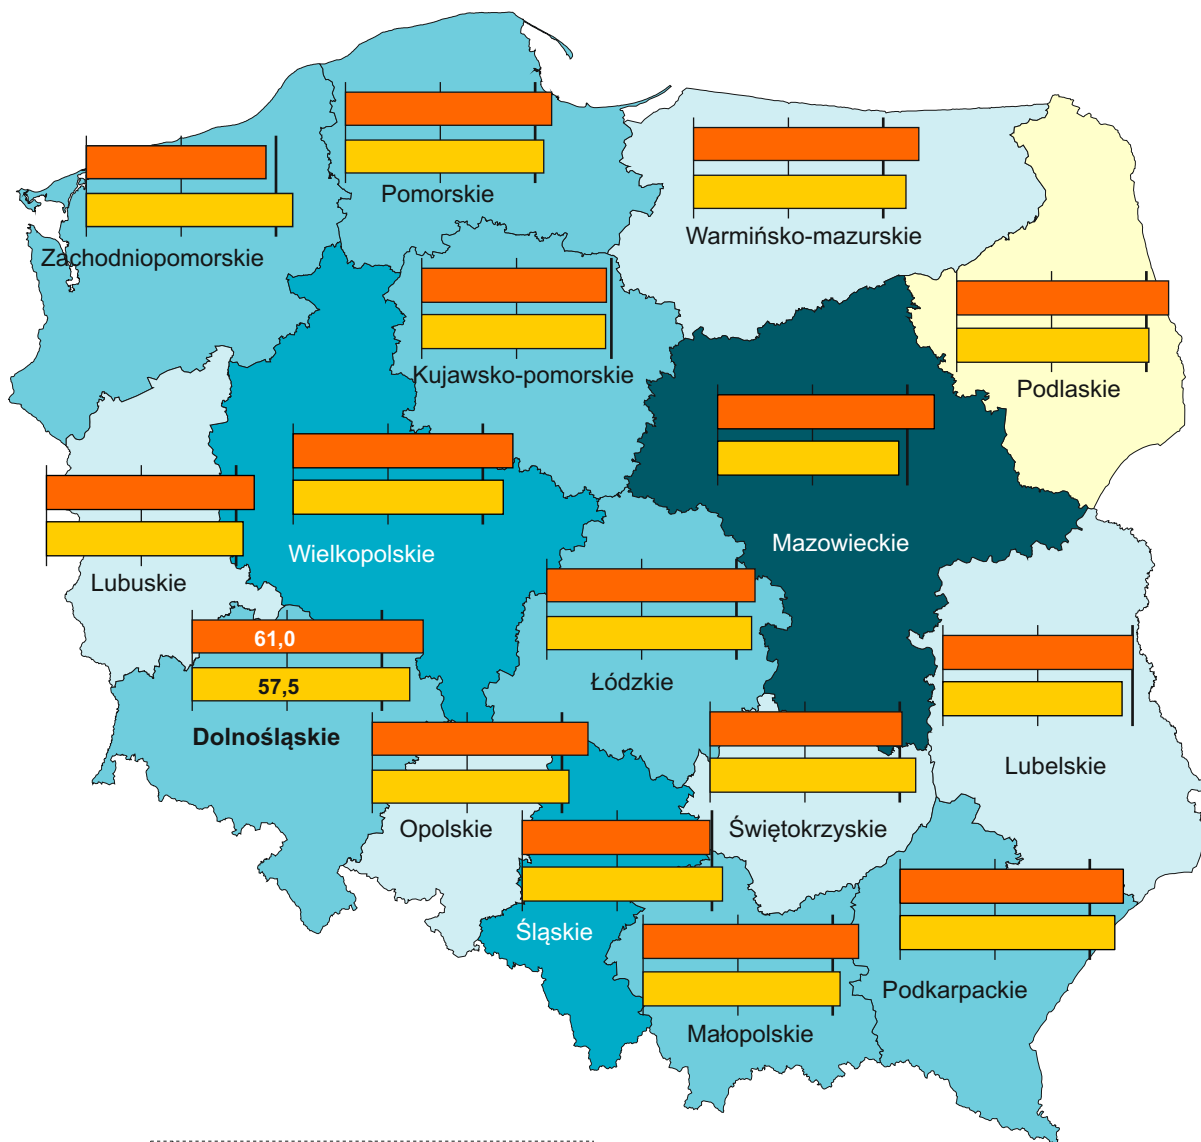 Pomorskie
Warmińsko-mazurskie
Zachodniopomorskie
Kujawsko-pomorskie
Podlaskie
Mazowieckie
Wielkopolskie
Lubuskie
61,0
57,5
Dolnośląskie
Łódzkie
Lubelskie
Opolskie
Świętokrzyskie
Śląskie
Podkarpackie
Małopolskie